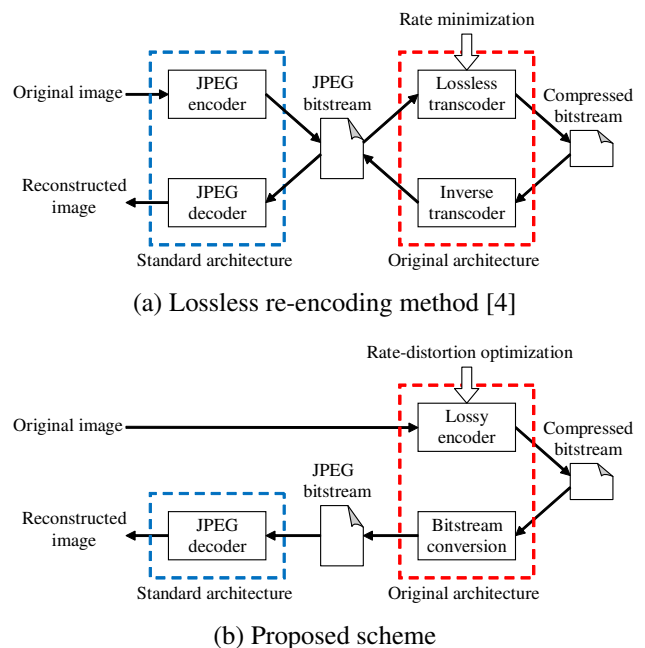 Rate minimization
Original image
JPEG
encoder
JPEG
bitstream
Lossless
transcoder
Compressed
bitstream
Reconstructed
image
JPEG
decoder
Inverse
transcoder
Standard architecture
Original architecture
(a) Lossless re-encoding method [4]
Rate-distortion optimization
Original image
Lossy
encoder
Compressed
bitstream
JPEG
bitstream
Reconstructed
image
JPEG
decoder
Bitstream
conversion
Standard architecture
Original architecture
(b) Proposed scheme